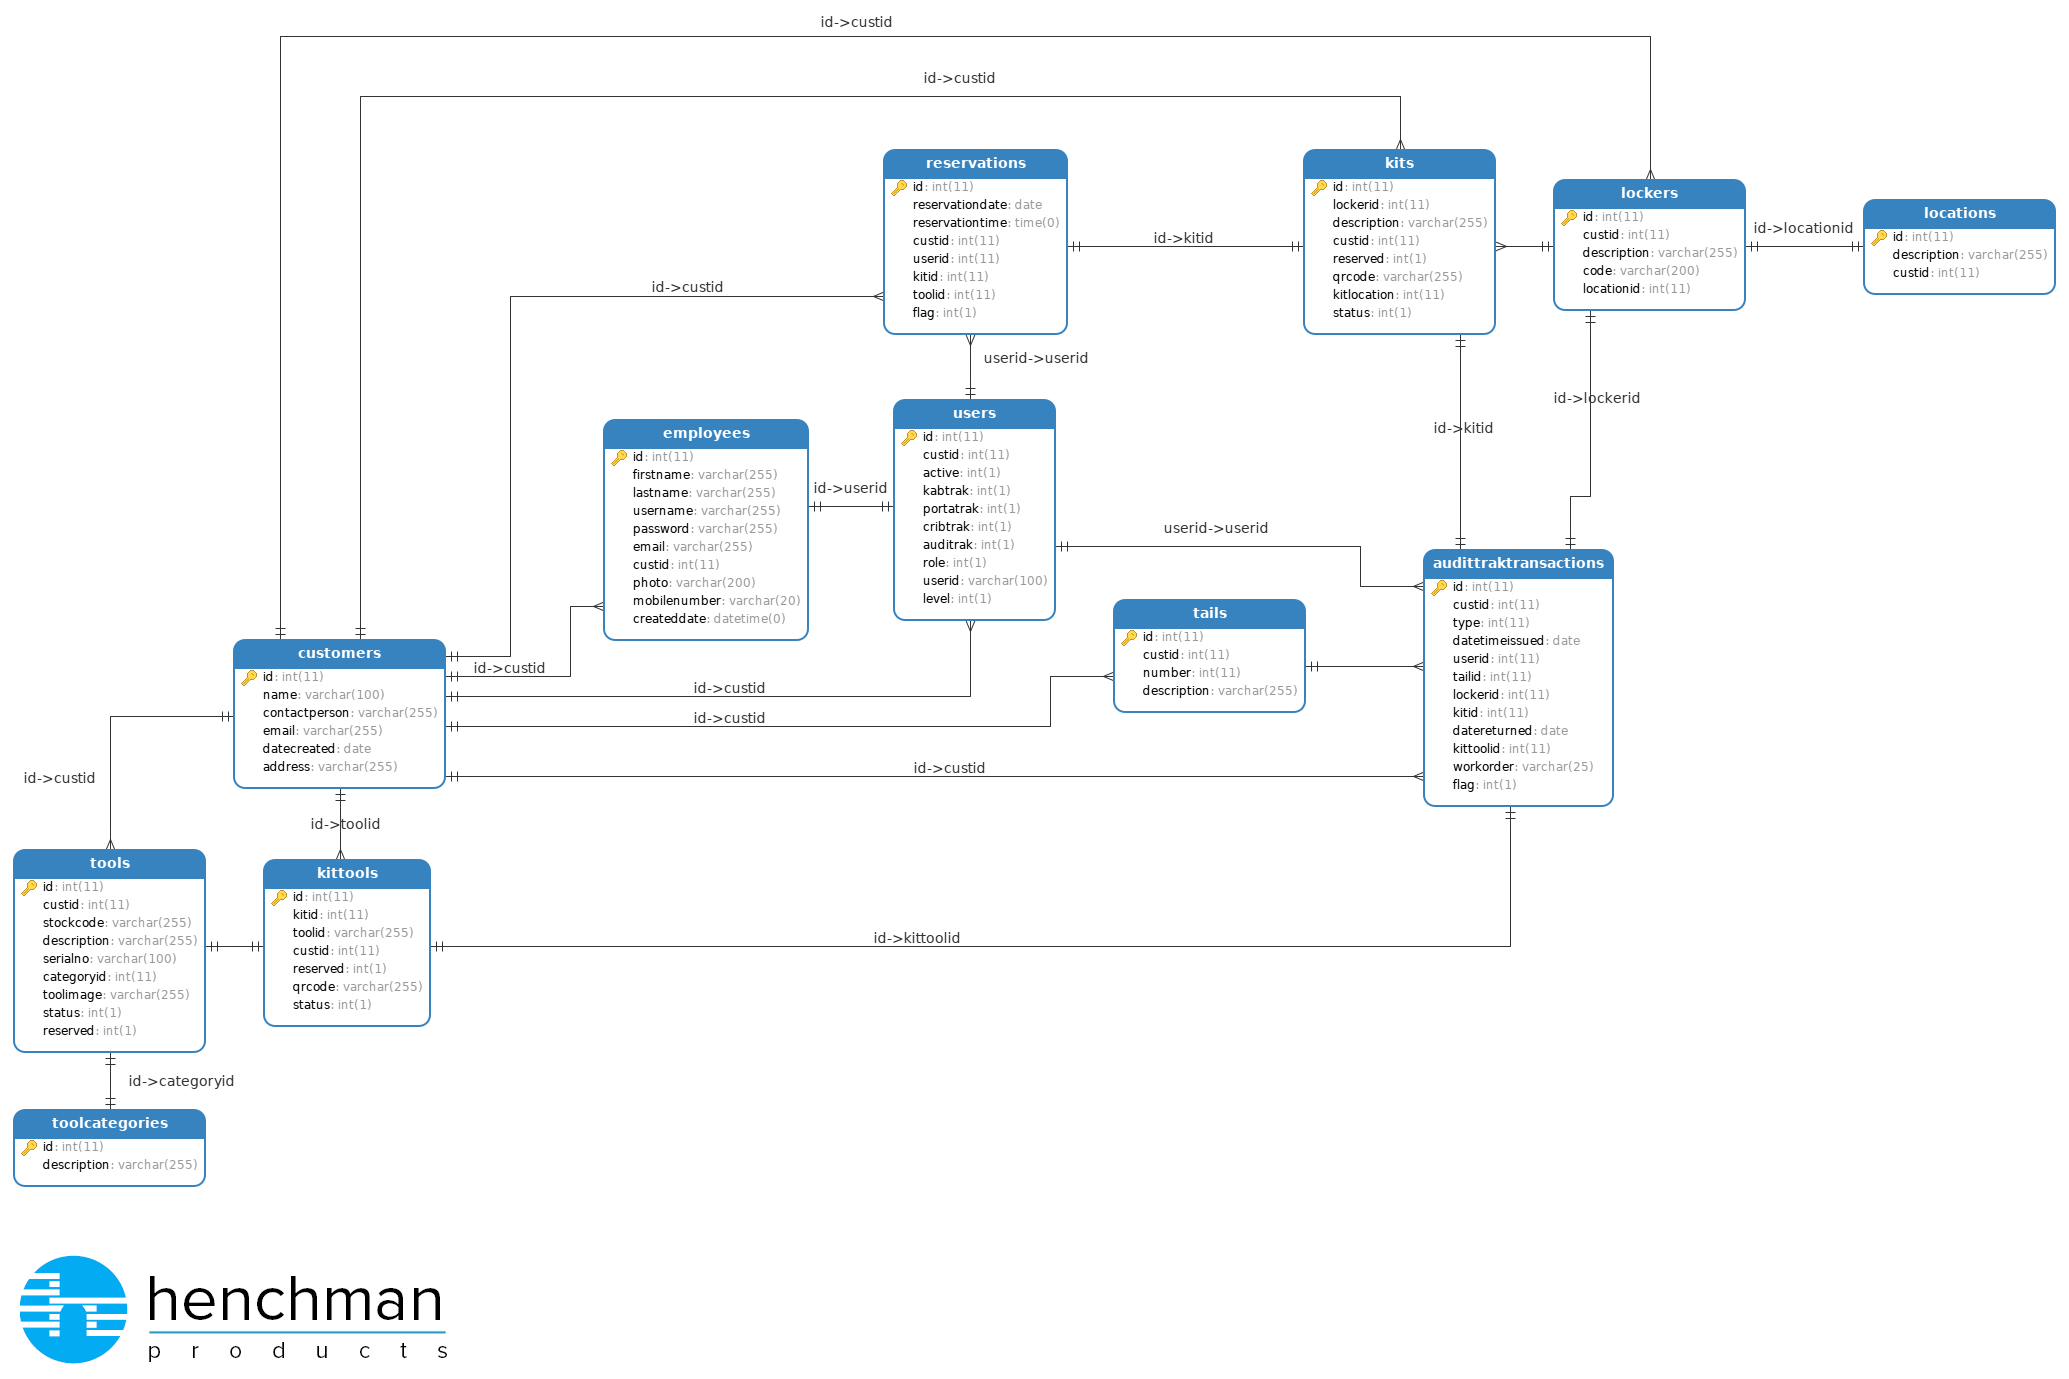 id->custid
id->custid
reservations
id: int(11)
reservationdate: date
reservationtime: time(0)
custid: int(11)
userid: int(11)
kitid: int(11)
toolid: int(11)
flag: int(1)
id->kitid
kits
id: int(11)
lockerid: int(11)
description: varchar(255)
custid: int(11)
reserved: int(1)
qrcode: varchar(255)
kitlocation: int(11)
status: int(1)
lockers
id: int(11)
custid: int(11)
description: varchar(255)
code: varchar(200)
locationid: int(11)
id->locationid
locations
id: int(11)
description: varchar(255)
custid: int(11)
id->custid
userid->userid
id->kitid
id->lockerid
employees
id: int(11)
firstname: varchar(255)
lastname: varchar(255)
username: varchar(255)
password: varchar(255)
email: varchar(255)
custid: int(11)
photo: varchar(200)
mobilenumber: varchar(20)
createddate: datetime(0)
id->userid
users
id: int(11)
custid: int(11)
active: int(1)
kabtrak: int(1)
portatrak: int(1)
cribtrak: int(1)
auditrak: int(1)
role: int(1)
userid: varchar(100)
level: int(1)
userid->userid
tails
id: int(11)
custid: int(11)
number: int(11)
description: varchar(255)
audittraktransactions
id: int(11)
custid: int(11)
type: int(11)
datetimeissued: date
userid: int(11)
tailid: int(11)
lockerid: int(11)
kitid: int(11)
datereturned: date
kittoolid: int(11)
workorder: varchar(25)
flag: int(1)
customers
id: int(11)
name: varchar(100)
contactperson: varchar(255)
email: varchar(255)
datecreated: date
address: varchar(255)
id->custid
id->custid
id->custid
id->custid
id->custid
id->toolid
tools
id: int(11)
custid: int(11)
stockcode: varchar(255)
description: varchar(255)
serialno: varchar(100)
categoryid: int(11)
toolimage: varchar(255)
status: int(1)
reserved: int(1)
kittools
id: int(11)
kitid: int(11)
toolid: varchar(255)
custid: int(11)
reserved: int(1)
qrcode: varchar(255)
status: int(1)
id->kittoolid
id->categoryid
toolcategories
id: int(11)
description: varchar(255)
henchman
products